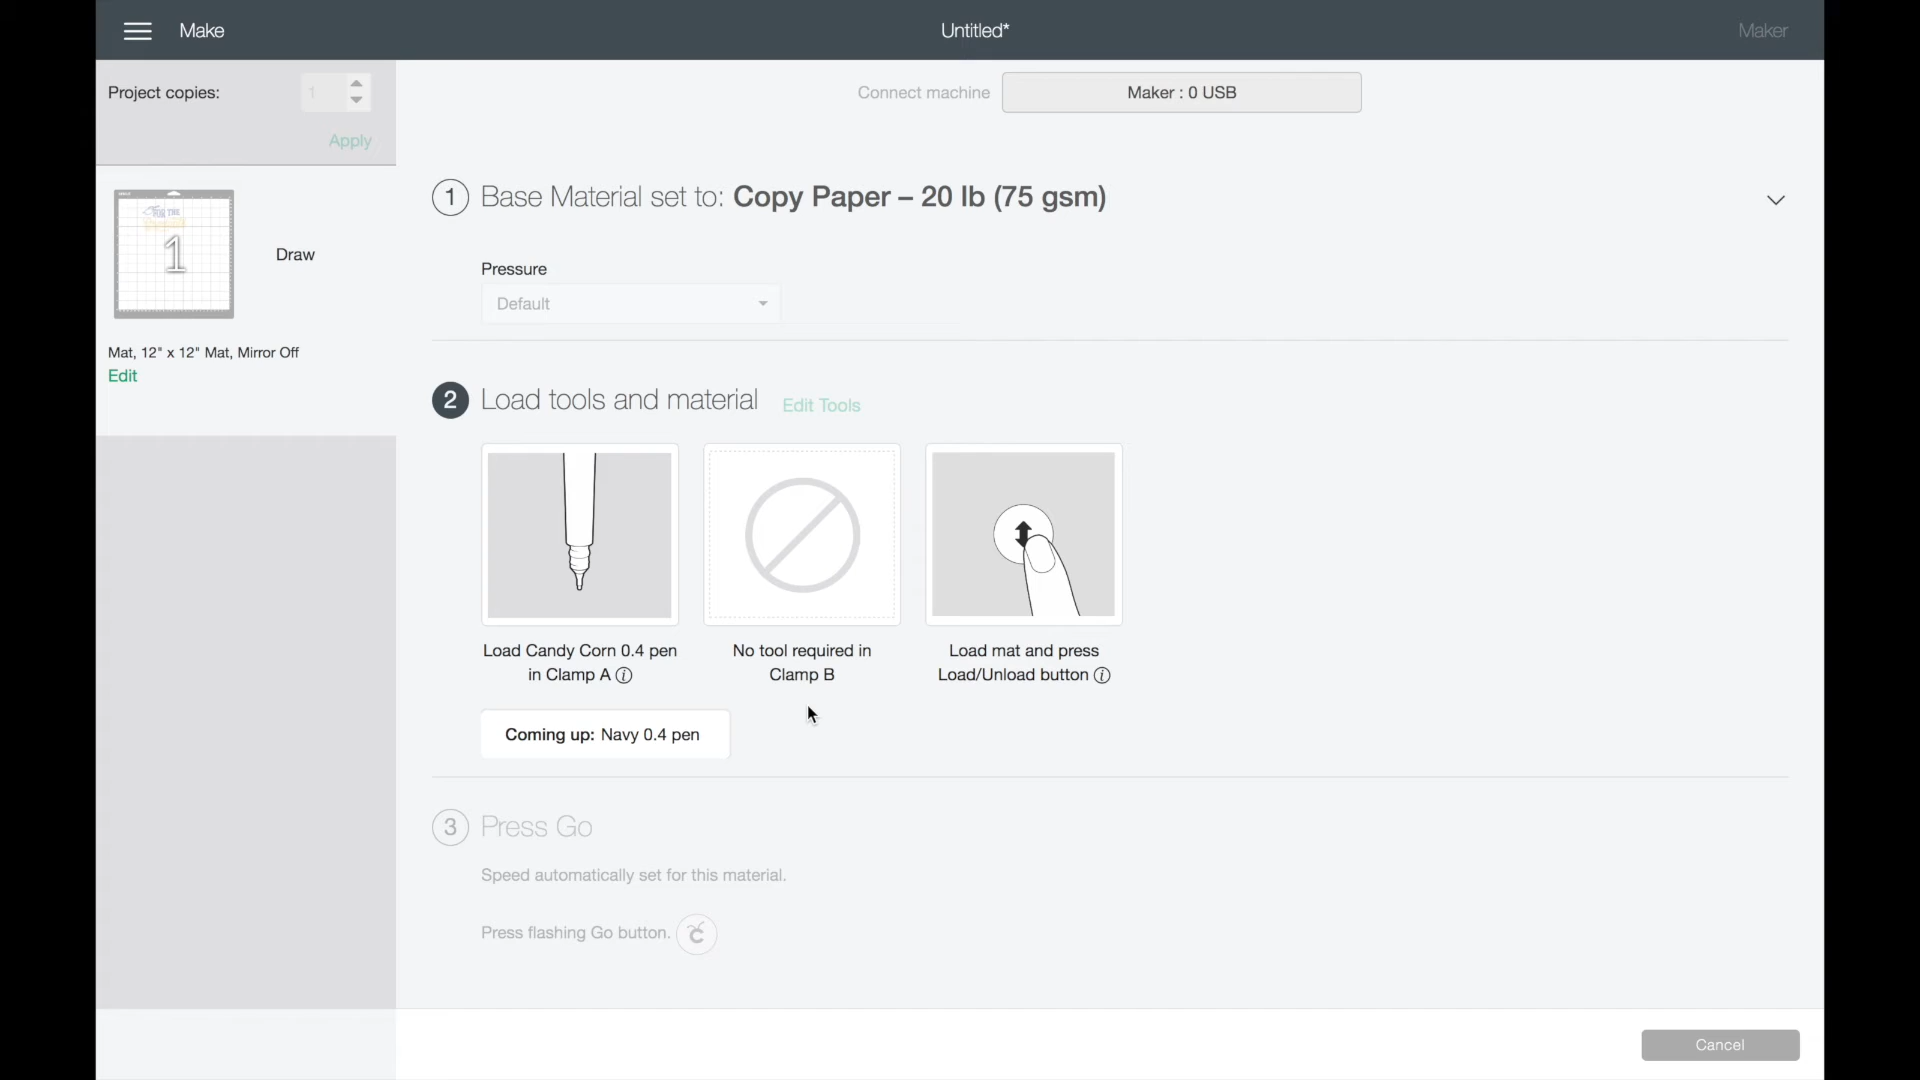 Make
Untitled*
Maker
Project copies:
1
Apply
Connect machine
Maker : 0 USB
FOR THE
1
Draw
Mat, 12" x 12" Mat, Mirror Off
Edit
1 Base Material set to: Copy Paper – 20 lb (75 gsm)
Pressure
Default
2 Load tools and material
Edit Tools
Load Candy Corn 0.4 pen
in Clamp A
No tool required in
Clamp B
Load mat and press
Load/Unload button
Coming up: Navy 0.4 pen
3 Press Go
Speed automatically set for this material.
Press flashing Go button.
Cancel